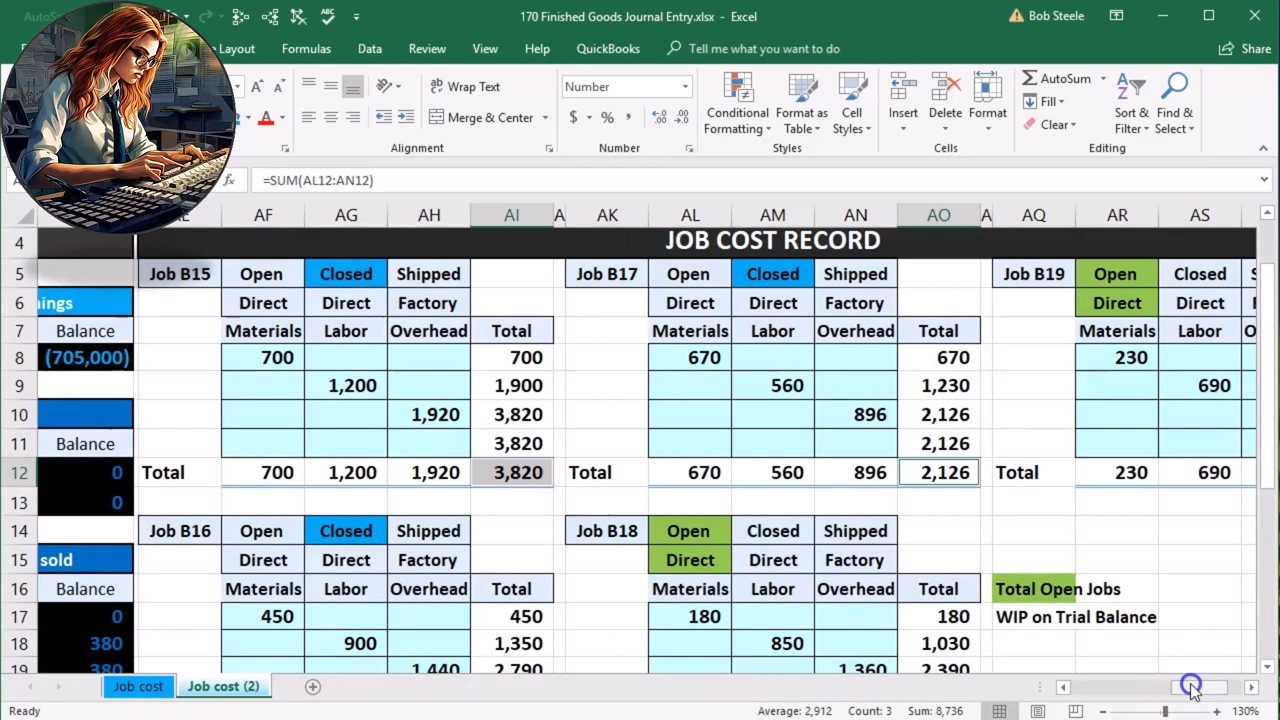 170 Finished Goods Journal Entry.xlsx - Excel
Bob Steele
Layout Formulas Data Review View Help QuickBooks Tell me what you want to do Share
Wrap Text
Merge & Center
Alignment
Number
$ % ,
Number
Conditional Formatting
Format as Table
Cell Styles
Styles
Insert Delete Format
Cells
AutoSum
Fill
Clear
Sort & Filter
Find & Select
Editing
fx =SUM(AL12:AN12)
AF AG AH AI A AK AL AM AN AO A AQ AR AS
4 JOB COST RECORD
5 Job B15 Open Closed Shipped Job B17 Open Closed Shipped Job B19 Open Closed
6 Direct Direct Factory Direct Direct Factory Direct Direct
7 Balance Materials Labor Overhead Total Materials Labor Overhead Total Materials Labor
8 (705,000) 700 700 670 670 230
9 1,200 1,900 560 1,230 690
10 1,920 3,820 896 2,126
11 Balance 3,820 2,126
12 0 Total 700 1,200 1,920 3,820 Total 670 560 896 2,126 Total 230 690
13 0
14 Job B16 Open Closed Shipped Job B18 Open Closed Shipped
15 sold Direct Direct Factory Direct Direct Factory
16 Balance Materials Labor Overhead Total Materials Labor Overhead Total Total Open Jobs
17 0 450 450 180 180 WIP on Trial Balance
18 380 900 1,350 850 1,030
19 380 1,440 2,790 1,360 2,390
Job cost Job cost (2)
Ready Average: 2,912 Count: 3 Sum: 8,736 130%